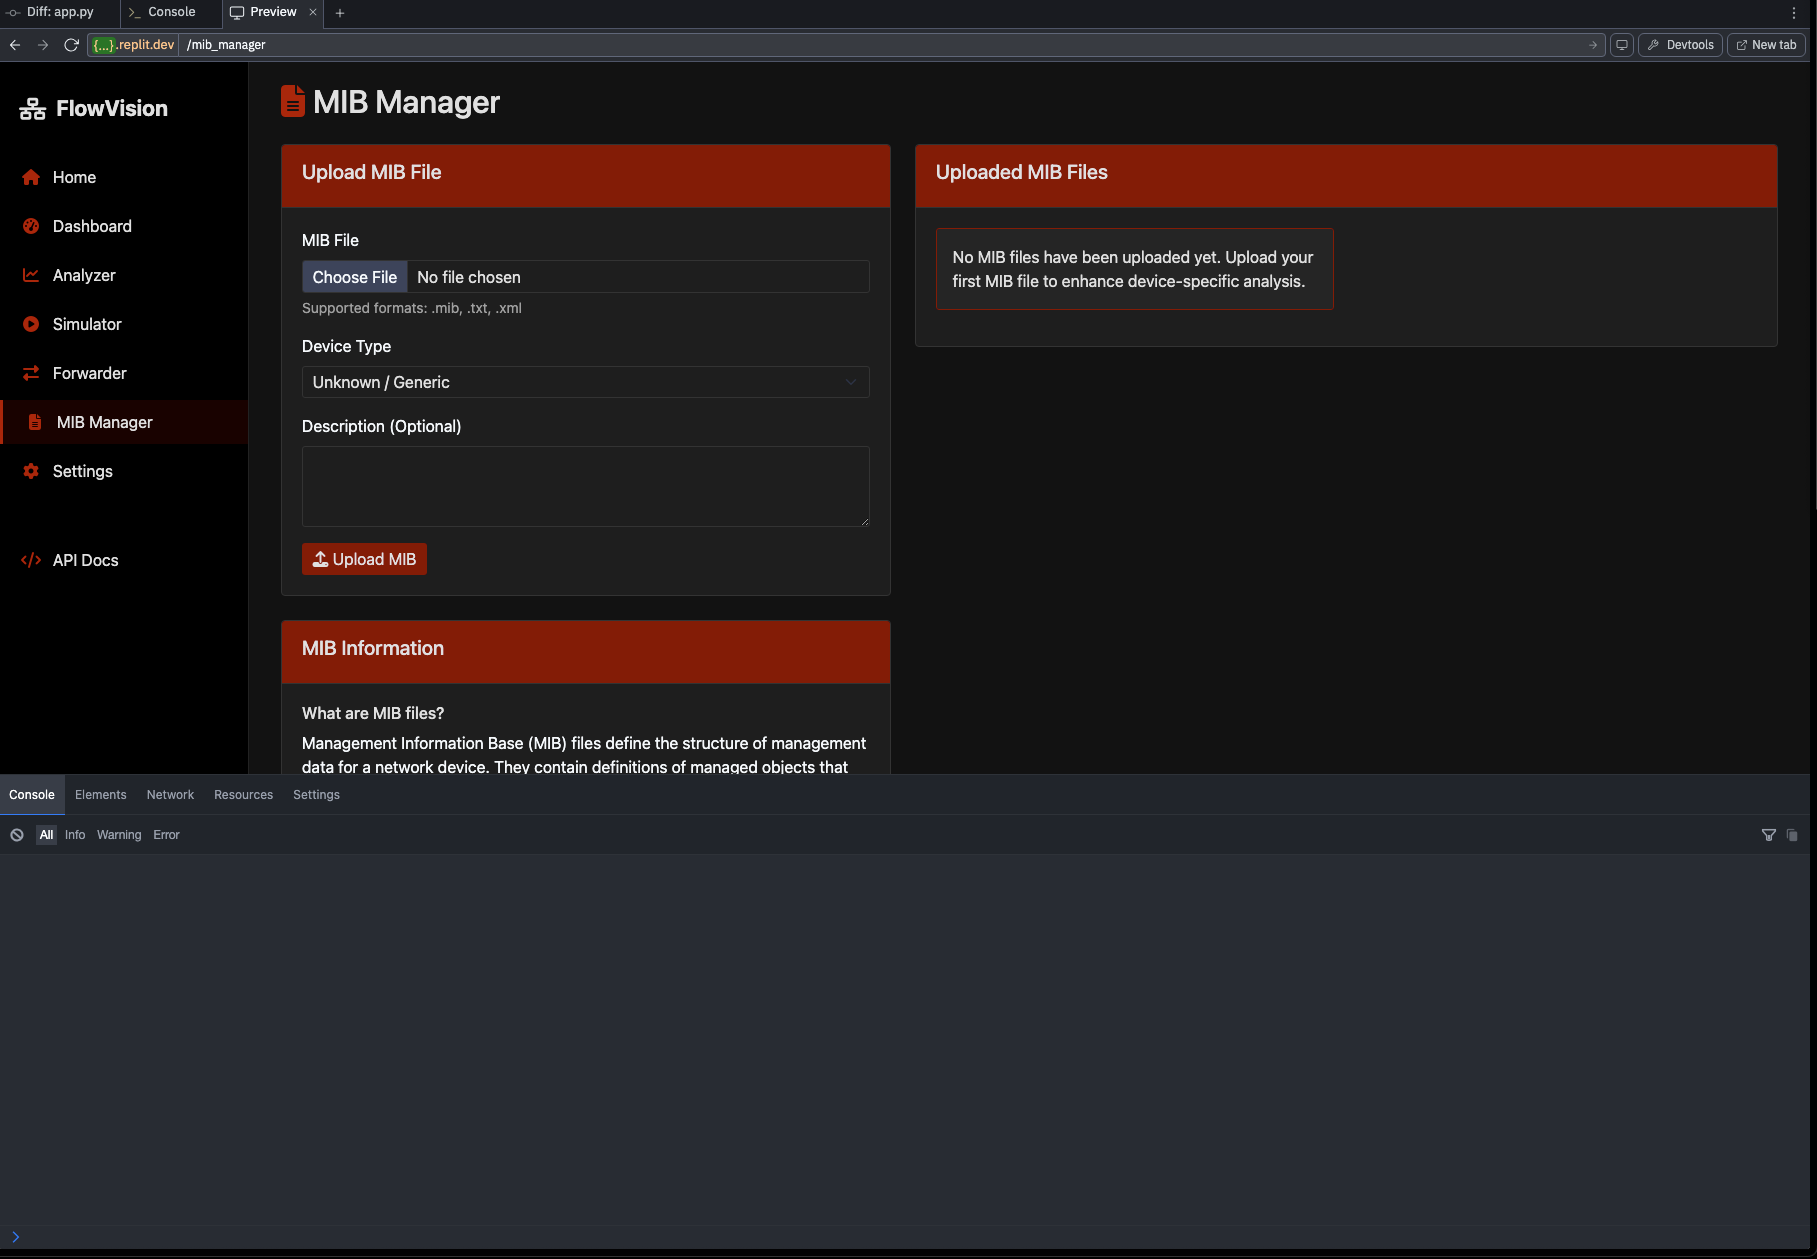 Diff: app.py
Console
Preview
{...}.replit.dev
/mib_manager
Devtools
New tab
FlowVision
Home
Dashboard
Analyzer
Simulator
Forwarder
MIB Manager
Settings
API Docs
MIB Manager
Upload MIB File
MIB File
Choose File No file chosen
Supported formats: .mib, .txt, .xml
Device Type
Unknown / Generic
Description (Optional)
Upload MIB
MIB Information
What are MIB files?
Management Information Base (MIB) files define the structure of management
data for a network device. They contain definitions of managed objects that
Uploaded MIB Files
No MIB files have been uploaded yet. Upload your
first MIB file to enhance device-specific analysis.
Console Elements Network Resources Settings
All Info Warning Error